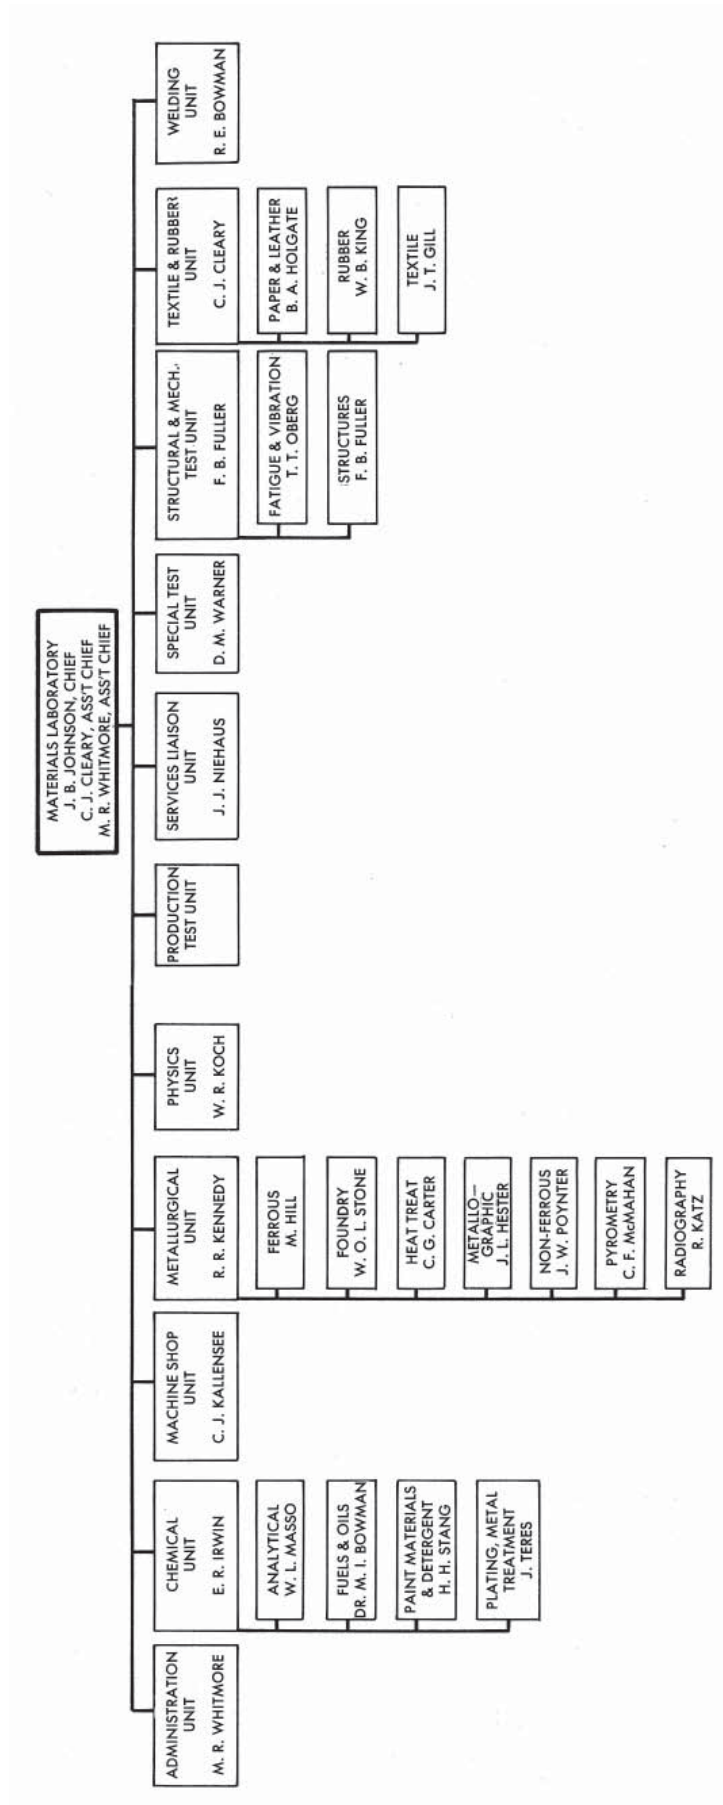 MATERIALS LABORATORY
J. B. JOHNSON, CHIEF
C. J. CLEARY, ASS'T CHIEF
M. R. WHITMORE, ASS'T CHIEF
ADMINISTRATION
UNIT
M. R. WHITMORE
CHEMICAL
UNIT
E. R. IRWIN
ANALYTICAL
W. L. MASSO
FUELS & OILS
DR. M. I. BOWMAN
PAINT MATERIALS
& DETERGENT
H. H. STANG
PLATING, METAL
TREATMENT
J. TERES
MACHINE SHOP
UNIT
C. J. KALLENSEE
METALLURGICAL
UNIT
R. R. KENNEDY
FERROUS
M. HILL
FOUNDRY
W. O. L. STONE
HEAT TREAT
C. G. CARTER
METALLO—
GRAPHIC
J. L. HESTER
NON-FERROUS
J. W. POYNTER
PYROMETRY
C. F. McMAHAN
RADIOGRAPHY
R. KATZ
PHYSICS
UNIT
W. R. KOCH
PRODUCTION
TEST UNIT
SERVICES LIAISON
UNIT
J. J. NIEHAUS
SPECIAL TEST
UNIT
D. M. WARNER
STRUCTURAL & MECH.
TEST UNIT
F. B. FULLER
FATIGUE & VIBRATION
T. T. OBERG
STRUCTURES
F. B. FULLER
TEXTILE & RUBBER
UNIT
C. J. CLEARY
PAPER & LEATHER
B. A. HOLGATE
RUBBER
W. B. KING
TEXTILE
J. T. GILL
WELDING
UNIT
R. E. BOWMAN